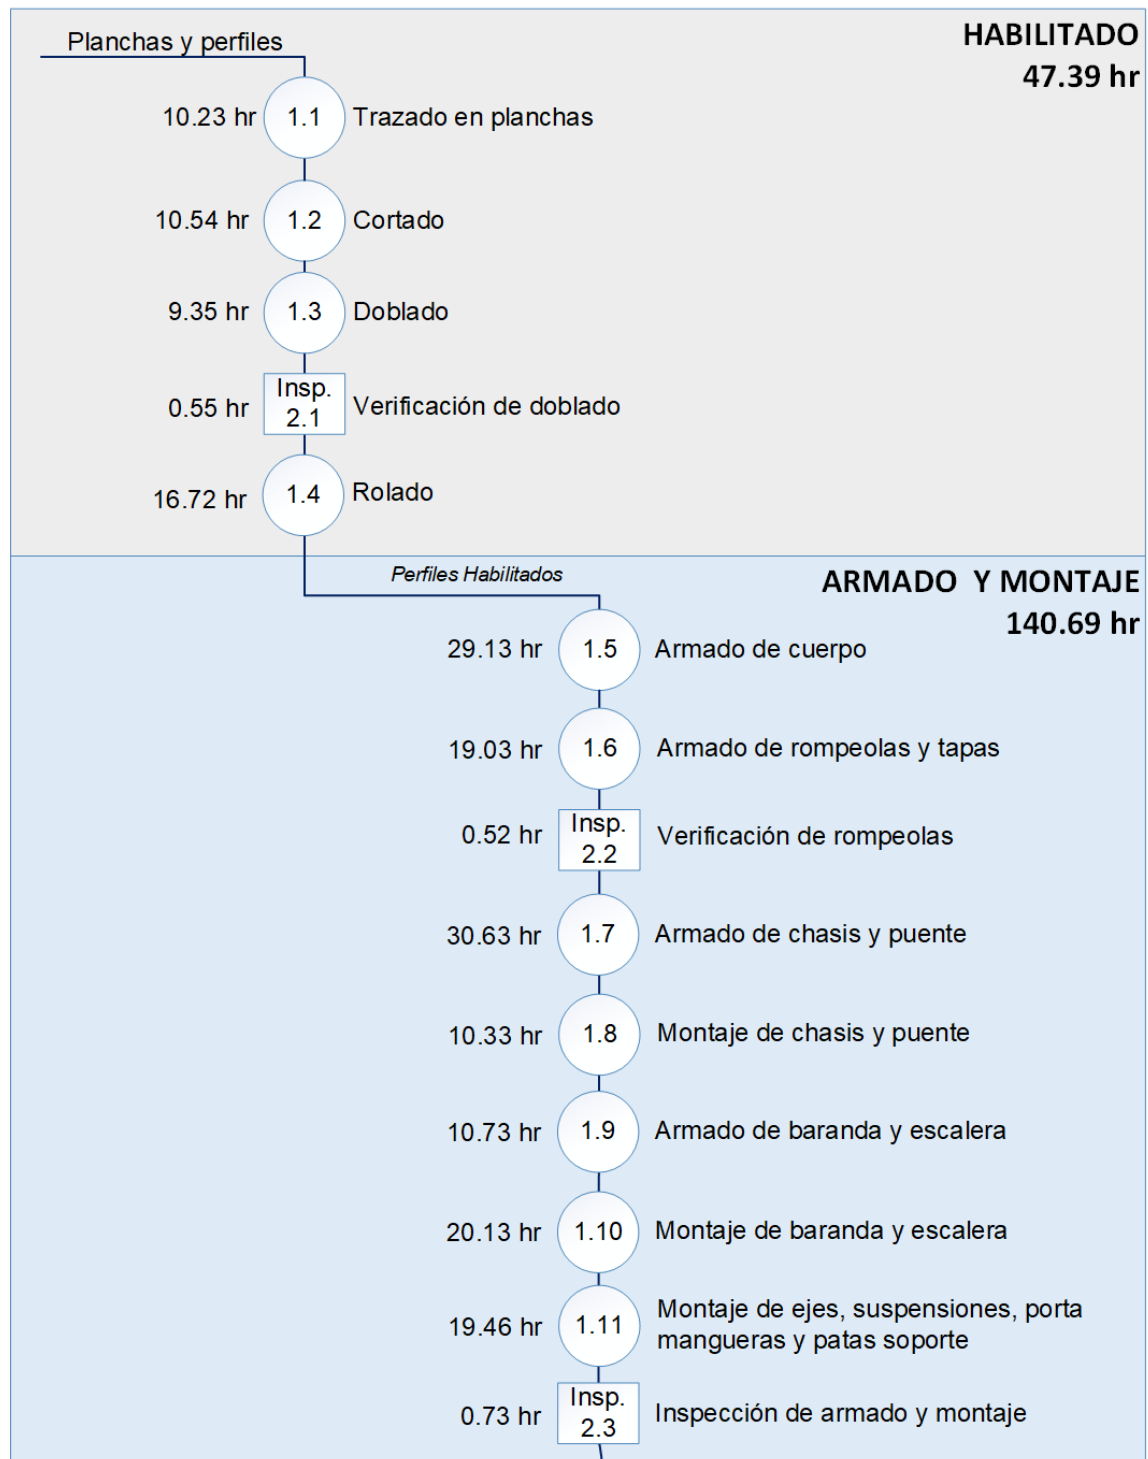 Planchas y perfiles
HABILITADO
47.39 hr
10.23 hr 1.1 Trazado en planchas
10.54 hr 1.2 Cortado
9.35 hr 1.3 Doblado
0.55 hr Insp. 2.1 Verificación de doblado
16.72 hr 1.4 Rolado
Perfiles Habilitados
ARMADO Y MONTAJE
140.69 hr
29.13 hr 1.5 Armado de cuerpo
19.03 hr 1.6 Armado de rompeolas y tapas
0.52 hr Insp. 2.2 Verificación de rompeolas
30.63 hr 1.7 Armado de chasis y puente
10.33 hr 1.8 Montaje de chasis y puente
10.73 hr 1.9 Armado de baranda y escalera
20.13 hr 1.10 Montaje de baranda y escalera
19.46 hr 1.11 Montaje de ejes, suspensiones, porta
mangueras y patas soporte
0.73 hr Insp. 2.3 Inspección de armado y montaje